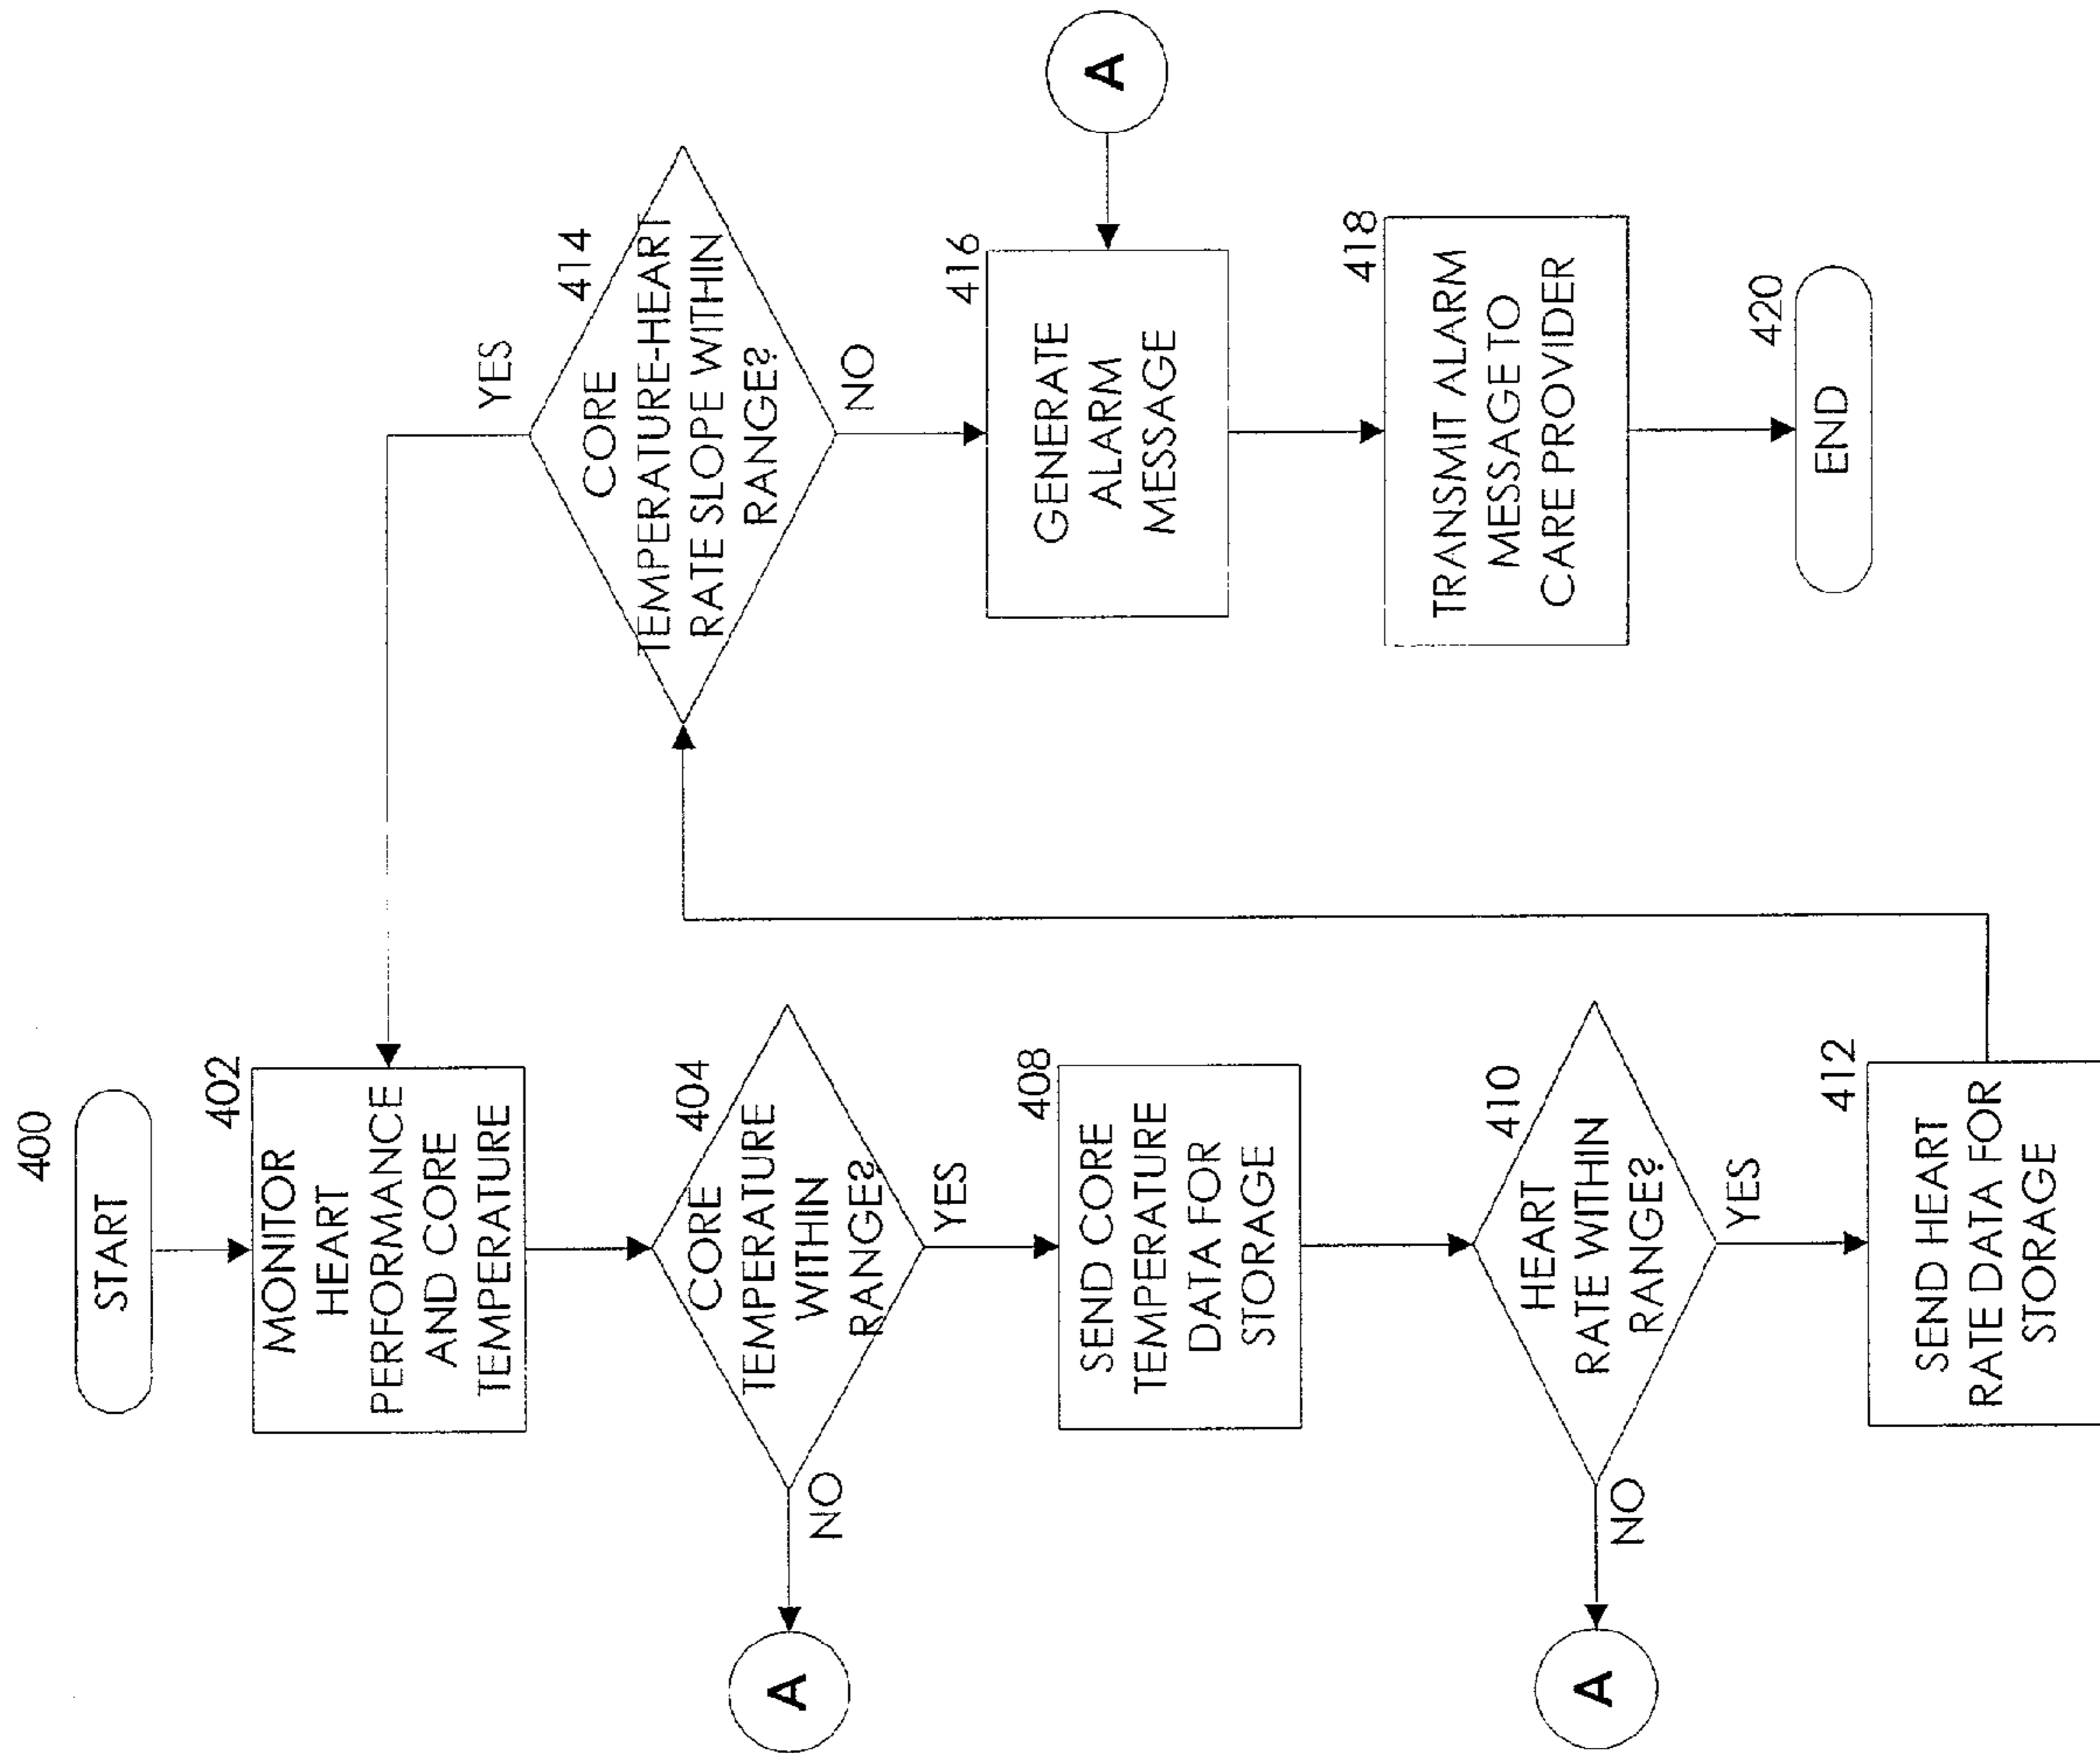 400
START
402
MONITOR
HEART
PERFORMANCE
AND CORE
TEMPERATURE
404
CORE
TEMPERATURE
WITHIN
RANGE?
NO
A
YES
408
SEND CORE
TEMPERATURE
DATA FOR
STORAGE
410
HEART
RATE WITHIN
RANGE?
NO
A
YES
412
SEND HEART
RATE DATA FOR
STORAGE
YES
414
CORE
TEMPERATURE-HEART
RATE SLOPE WITHIN
RANGE?
NO
A
416
GENERATE
ALARM
MESSAGE
418
TRANSMIT ALARM
MESSAGE TO
CARE PROVIDER
420
END